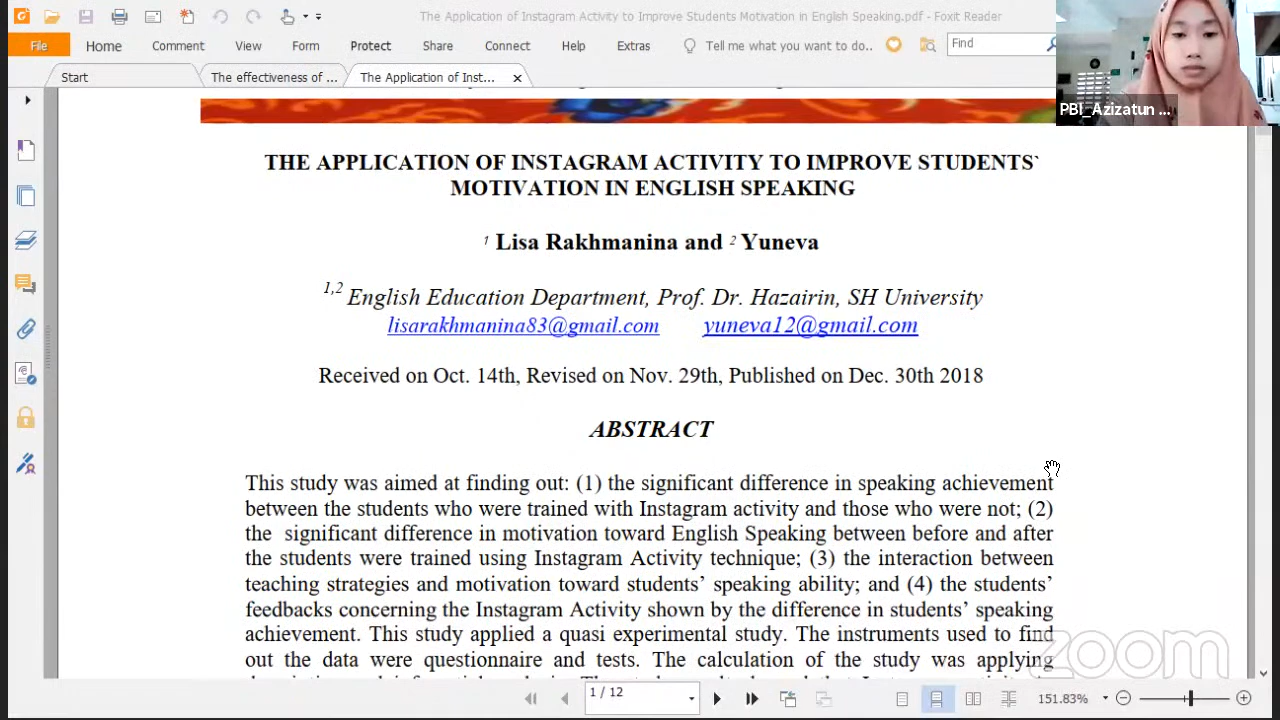 The Application of Instagram Activity to Improve Students Motivation in English Speaking.pdf - Foxit Reader
File Home Comment View Form Protect Share Connect Help Extras Tell me what you want to do.. Find
Start The effectiveness of ... The Application of Inst...
PBI_Azizatun ...
THE APPLICATION OF INSTAGRAM ACTIVITY TO IMPROVE STUDENTS`
MOTIVATION IN ENGLISH SPEAKING
1 Lisa Rakhmanina and 2 Yuneva
1,2 English Education Department, Prof. Dr. Hazairin, SH University
lisarakhmanina83@gmail.com yuneva12@gmail.com
Received on Oct. 14th, Revised on Nov. 29th, Published on Dec. 30th 2018
ABSTRACT
This study was aimed at finding out: (1) the significant difference in speaking achievement
between the students who were trained with Instagram activity and those who were not; (2)
the significant difference in motivation toward English Speaking between before and after
the students were trained using Instagram Activity technique; (3) the interaction between
teaching strategies and motivation toward students’ speaking ability; and (4) the students’
feedbacks concerning the Instagram Activity shown by the difference in students’ speaking
achievement. This study applied a quasi experimental study. The instruments used to find
out the data were questionnaire and tests. The calculation of the study was applying
zoom
1 / 12 151.83%